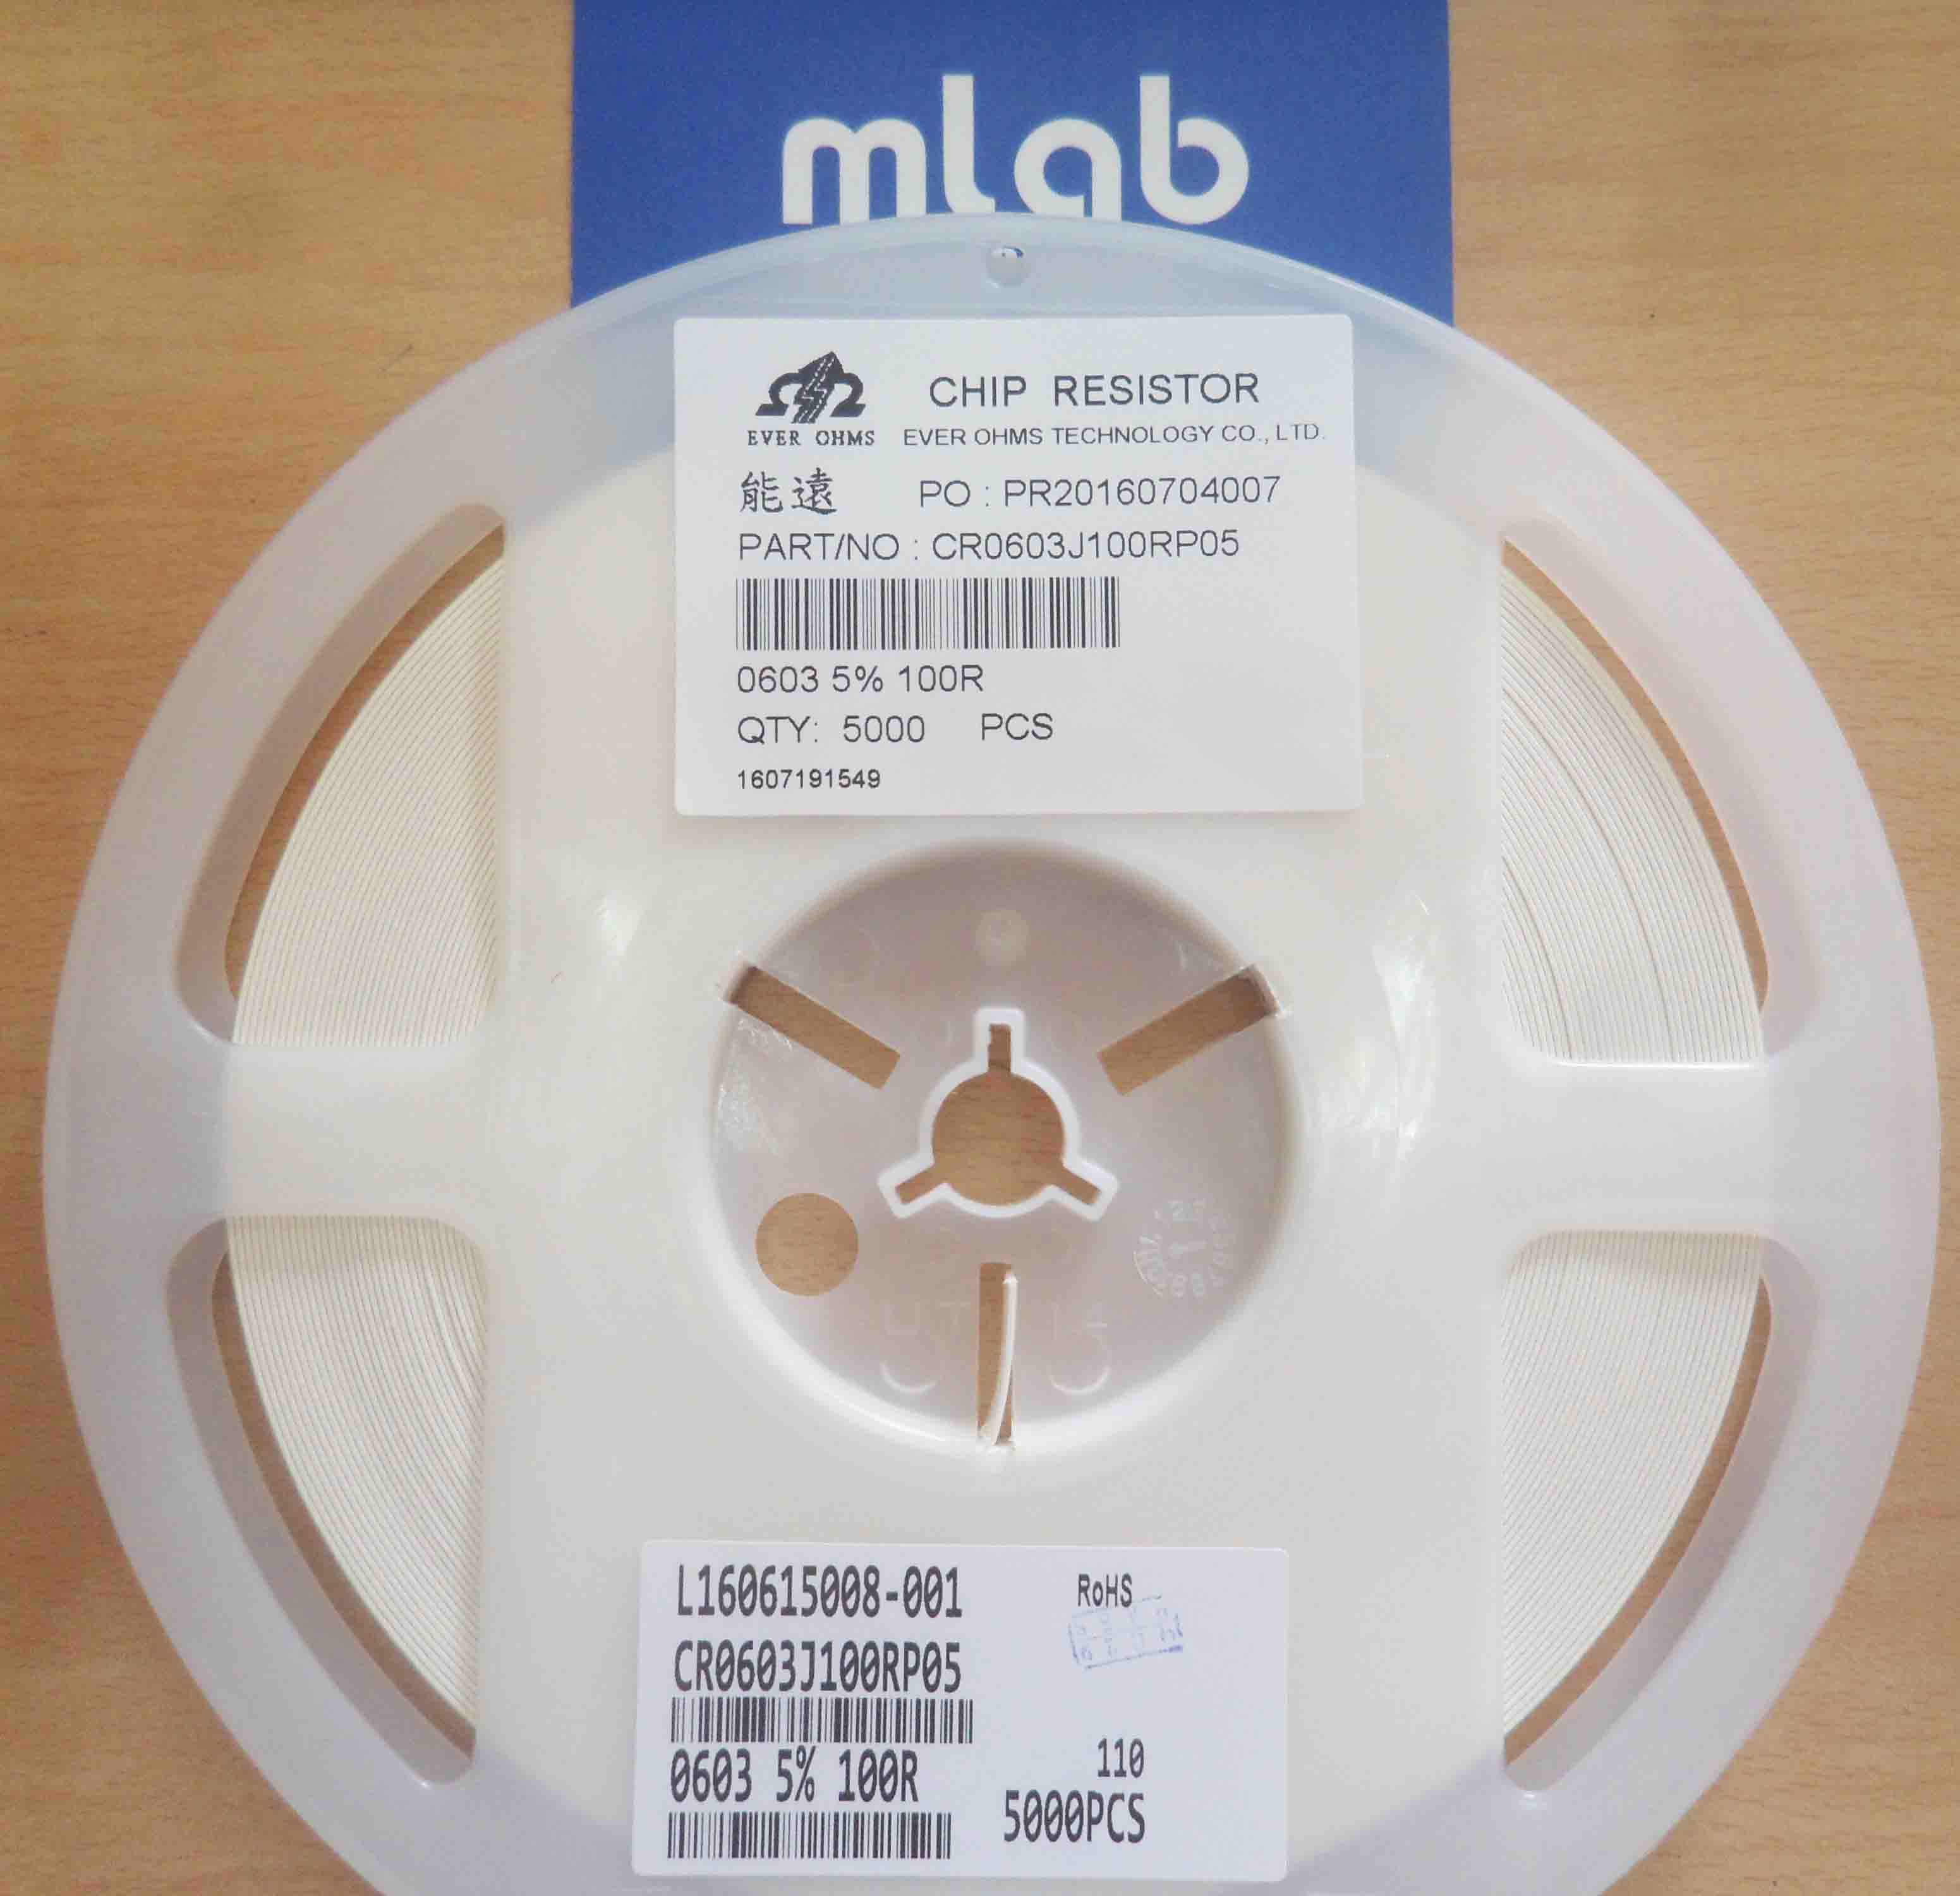 mlab
CHIP RESISTOR
EVER OHMS EVER OHMS TECHNOLOGY CO., LTD.
能遠 PO : PR20160704007
PART/NO : CR0603J100RP05
0603 5% 100R
QTY: 5000 PCS
1607191549
L160615008-001 RoHS
CR0603J100RP05
0603 5% 100R 110
5000PCS